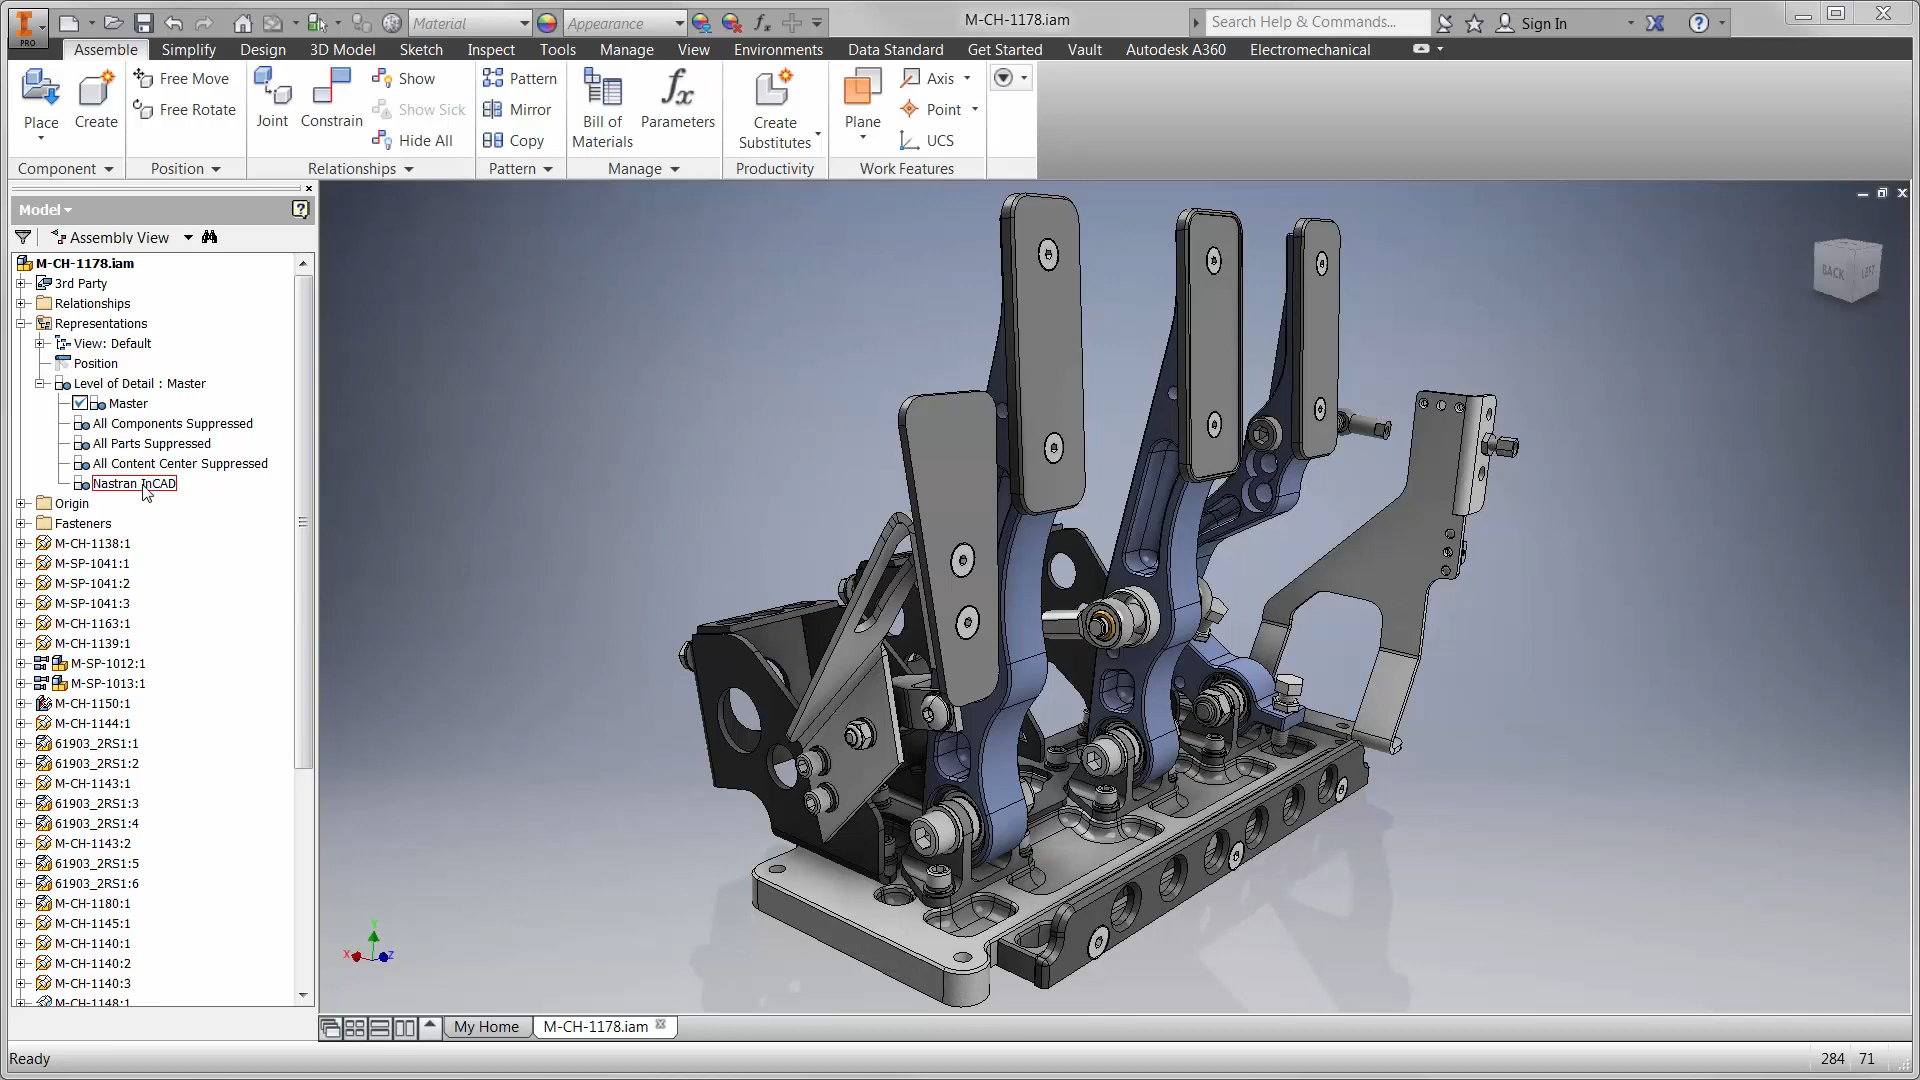 Material
Appearance
M-CH-1178.iam
Search Help & Commands...
Sign In
PRO
Assemble
Simplify
Design
3D Model
Sketch
Inspect
Tools
Manage
View
Environments
Data Standard
Get Started
Vault
Autodesk A360
Electromechanical
Place
Create
Free Move
Free Rotate
Joint
Constrain
Show
Show Sick
Hide All
Pattern
Mirror
Copy
Bill of
Materials
Parameters
Create
Substitutes
Plane
Axis
Point
UCS
Component
Position
Relationships
Pattern
Manage
Productivity
Work Features
Model
Assembly View
M-CH-1178.iam
3rd Party
Relationships
Representations
View: Default
Position
Level of Detail : Master
Master
All Components Suppressed
All Parts Suppressed
All Content Center Suppressed
Nastran InCAD
Origin
Fasteners
M-CH-1138:1
M-SP-1041:1
M-SP-1041:2
M-SP-1041:3
M-CH-1163:1
M-CH-1139:1
M-SP-1012:1
M-SP-1013:1
M-CH-1150:1
M-CH-1144:1
61903_2RS1:1
61903_2RS1:2
M-CH-1143:1
61903_2RS1:3
61903_2RS1:4
M-CH-1143:2
61903_2RS1:5
61903_2RS1:6
M-CH-1180:1
M-CH-1145:1
M-CH-1140:1
M-CH-1140:2
M-CH-1140:3
M-CH-1148:1
BACK
LEFT
Y
X
Z
My Home
M-CH-1178.iam
Ready
284 71